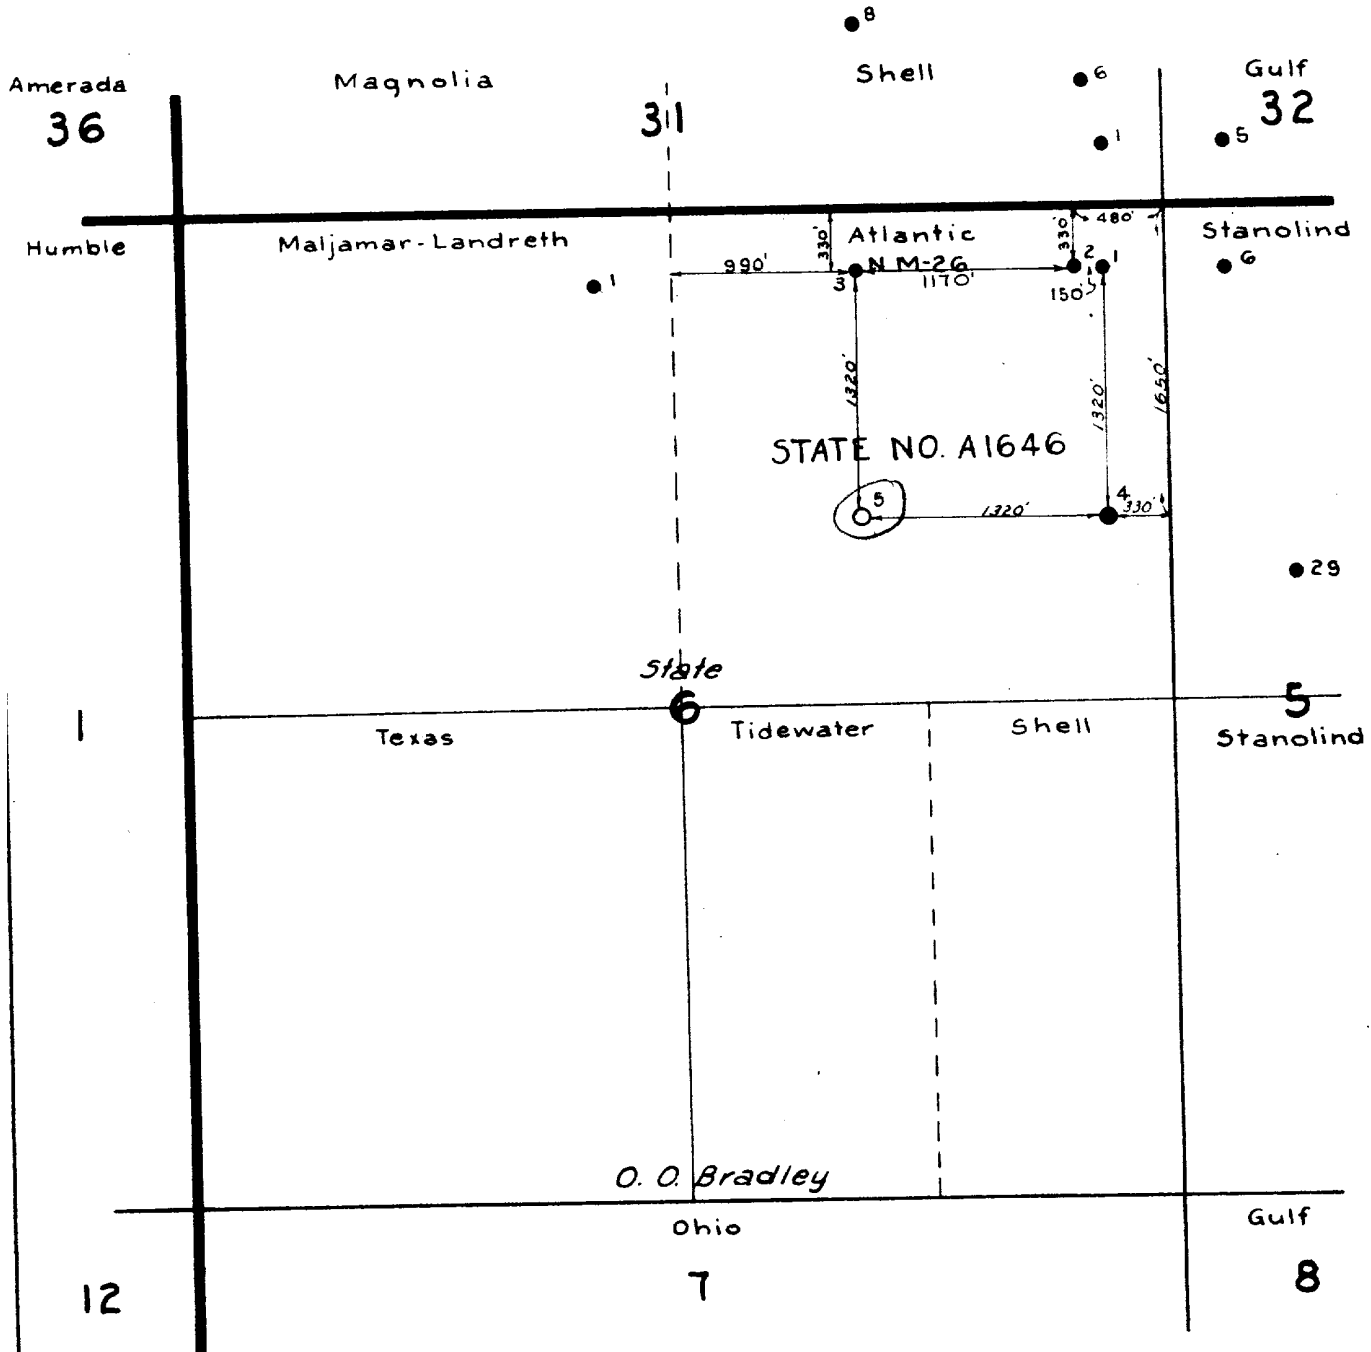 8
Amerada Magnolia Shell 6 Gulf
36 31 32
1 5
Humble Maljamar-Landreth 330' Atlantic 330' 480' Stanolind
1 990' 3 N M-26 2 1 6
1170' 150'
1320' 1320' 1650'
STATE NO. A1646
5 1320' 4 330'
29
State
1 6 5
Texas Tidewater Shell Stanolind
O. O. Bradley
Ohio Gulf
12 7 8